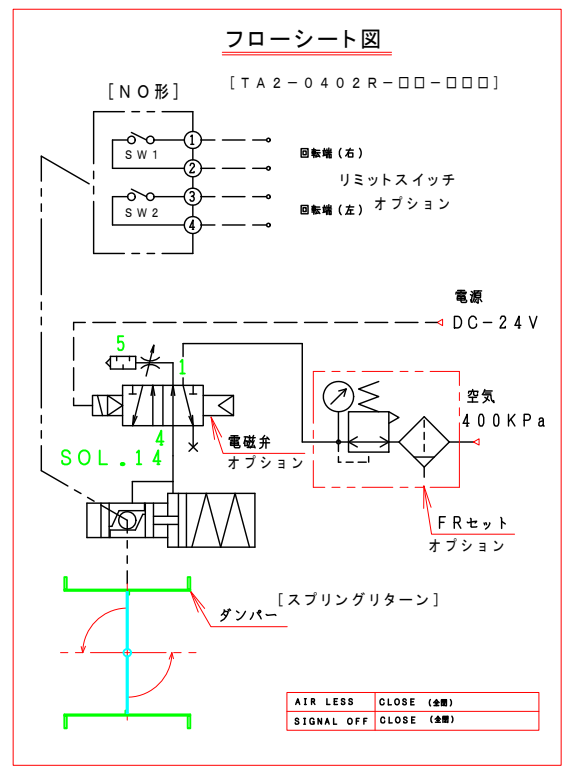 フローシート図
[TA2-0402R-□□-□□□]
[NO形]
1
SW1
2
回転端(右)
リミットスイッチ
オプション
3
SW2
4
回転端(左)
電源
DC-24V
5
1
空気
400KPa
4
SOL.14
電磁弁
オプション
FRセット
オプション
[スプリングリターン]
ダンパー
AIR LESS CLOSE (全閉)
SIGNAL OFF CLOSE (全閉)